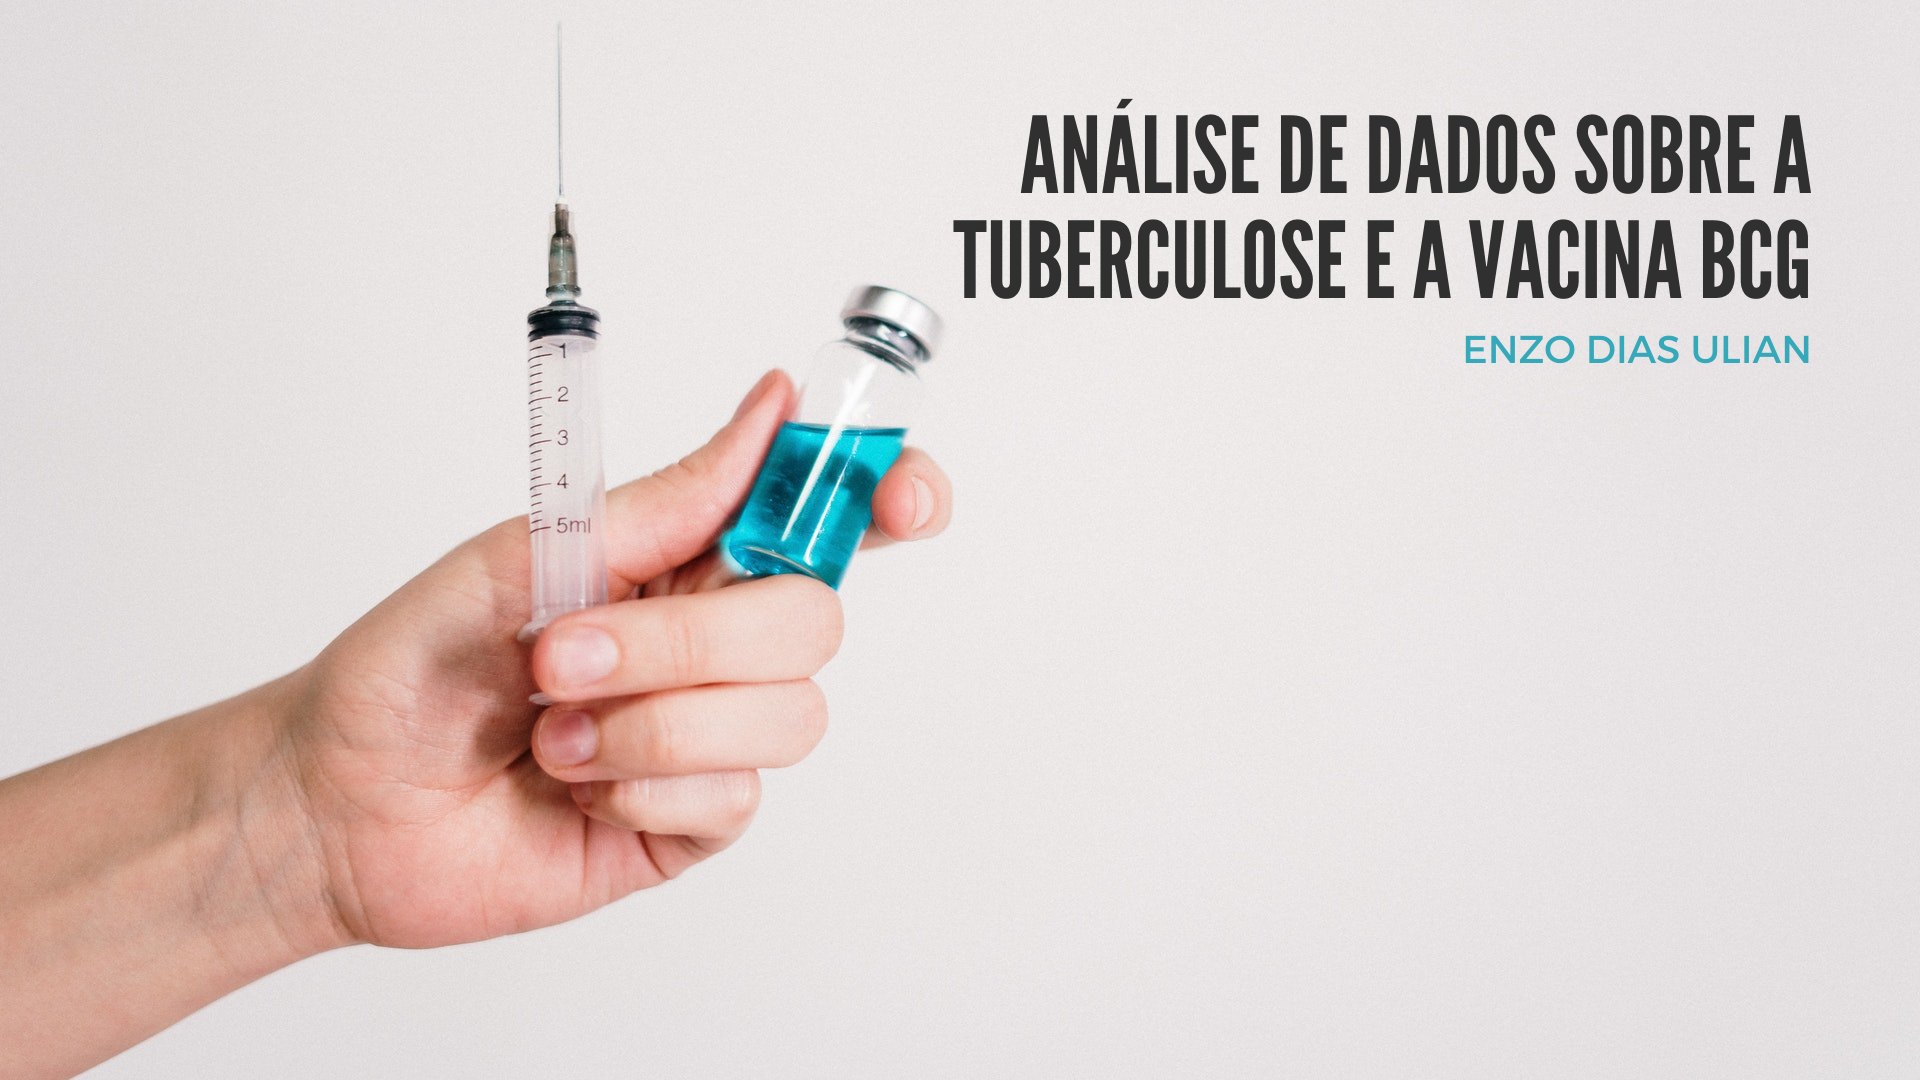 ANÁLISE DE DADOS SOBRE A
TUBERCULOSE E A VACINA BCG
ENZO DIAS ULIAN
1
2
3
4
5ml